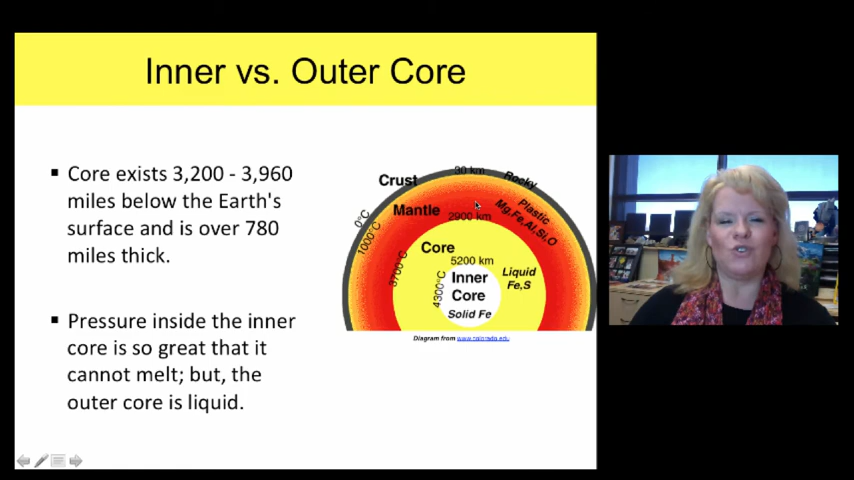 Inner vs. Outer Core
▪ Core exists 3,200 - 3,960
miles below the Earth's
surface and is over 780
miles thick.
▪ Pressure inside the inner
core is so great that it
cannot melt; but, the
outer core is liquid.
30 km
Crust
Rocky
Mantle
Plastic
Mg,Fe,Al,Si,O
2900 km
0°C
1000°C
Core
3700°C
5200 km
Liquid
Fe,S
4300°C
Inner
Core
Solid Fe
Diagram from www.colorado.edu